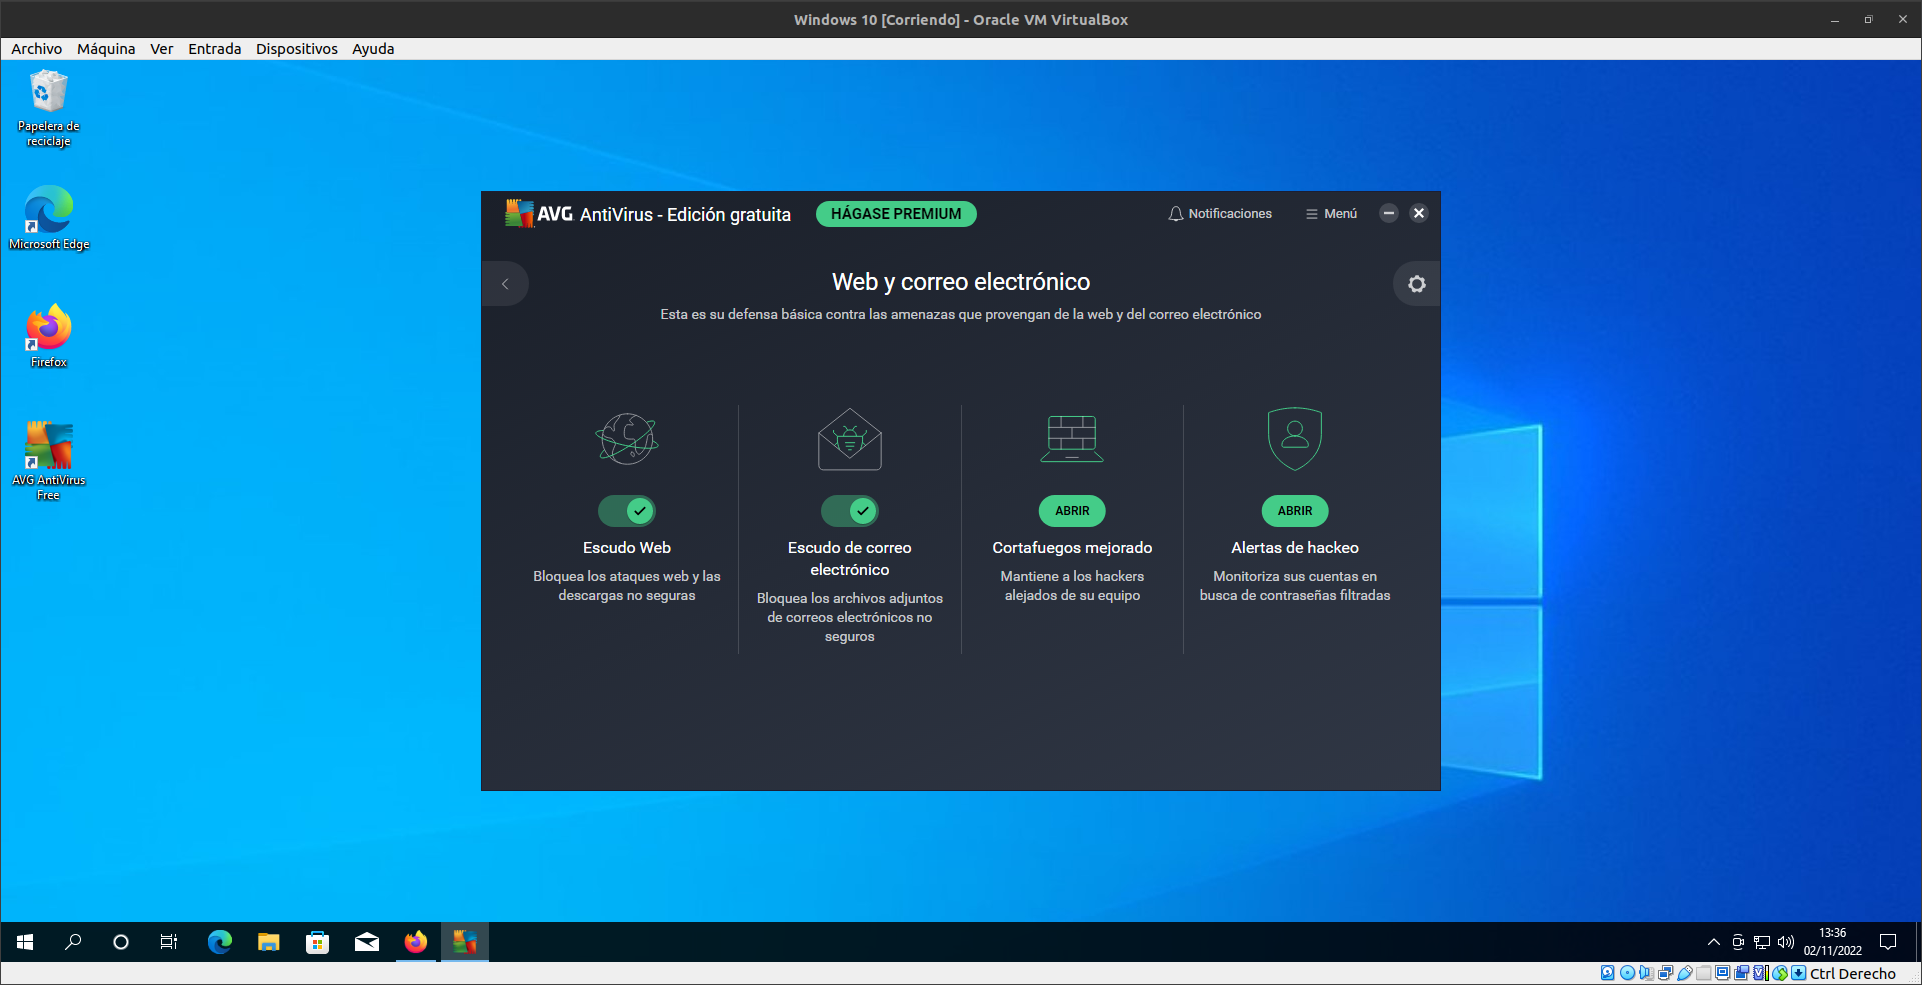 Windows 10 [Corriendo] - Oracle VM VirtualBox
Archivo Máquina Ver Entrada Dispositivos Ayuda
Papelera de
reciclaje
Microsoft Edge
Firefox
AVG AntiVirus
Free
AVG AntiVirus - Edición gratuita
HÁGASE PREMIUM
Notificaciones
Menú
Web y correo electrónico
Esta es su defensa básica contra las amenazas que provengan de la web y del correo electrónico
Escudo Web
Bloquea los ataques web y las
descargas no seguras
Escudo de correo
electrónico
Bloquea los archivos adjuntos
de correos electrónicos no
seguros
ABRIR
Cortafuegos mejorado
Mantiene a los hackers
alejados de su equipo
ABRIR
Alertas de hackeo
Monitoriza sus cuentas en
busca de contraseñas filtradas
13:36
02/11/2022
Ctrl Derecho